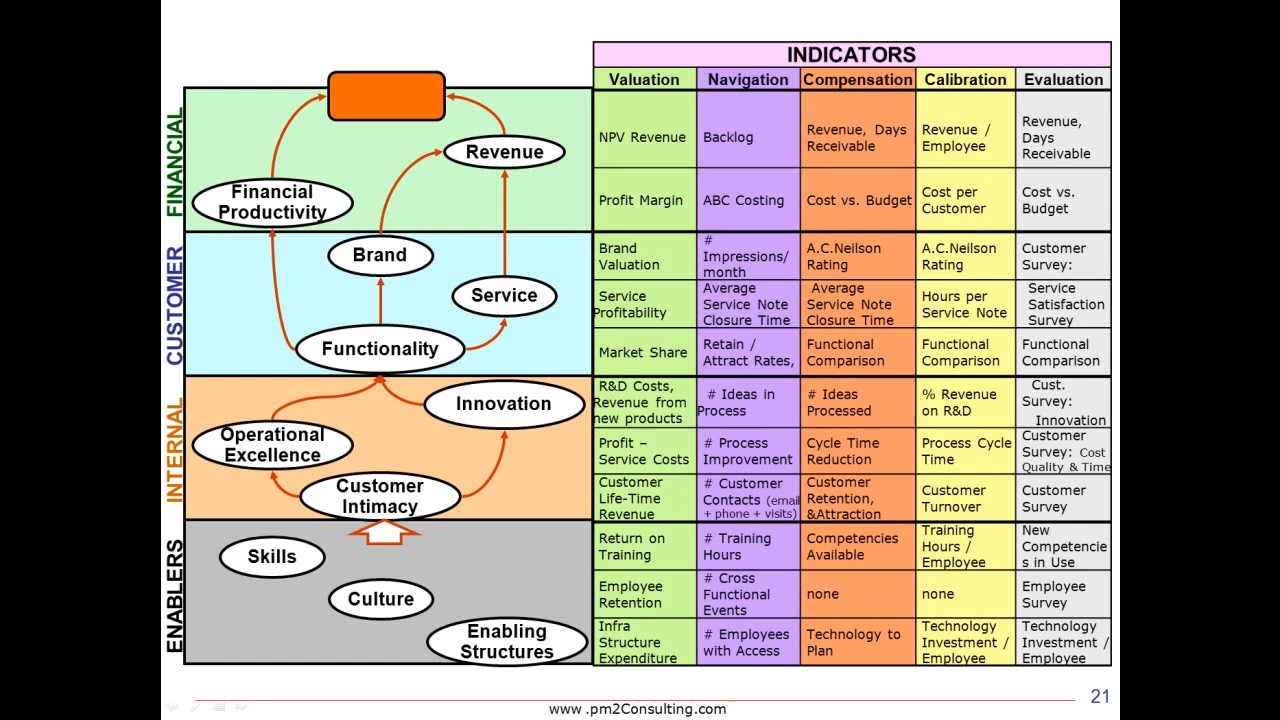 INDICATORS
Valuation Navigation Compensation Calibration Evaluation
FINANCIAL
Revenue
Financial
Productivity
NPV Revenue
Backlog
Revenue, Days
Receivable
Revenue /
Employee
Revenue,
Days
Receivable
Profit Margin
ABC Costing
Cost vs. Budget
Cost per
Customer
Cost vs.
Budget
CUSTOMER
Brand
Service
Functionality
Brand
Valuation
#
Impressions/
month
A.C.Neilson
Rating
A.C.Neilson
Rating
Customer
Survey:
Service
Profitability
Average
Service Note
Closure Time
Average
Service Note
Closure Time
Hours per
Service Note
Service
Satisfaction
Survey
Market Share
Retain /
Attract Rates,
Functional
Comparison
Functional
Comparison
Functional
Comparison
INTERNAL
Innovation
Operational
Excellence
Customer
Intimacy
R&D Costs,
Revenue from
new products
# Ideas in
Process
# Ideas
Processed
% Revenue
on R&D
Cust.
Survey:
Innovation
Profit –
Service Costs
# Process
Improvement
Cycle Time
Reduction
Process Cycle
Time
Customer
Survey: Cost
Quality & Time
Customer
Life-Time
Revenue
# Customer
Contacts (email
+ phone + visits)
Customer
Retention,
&Attraction
Customer
Turnover
Customer
Survey
ENABLERS
Skills
Culture
Enabling
Structures
Return on
Training
# Training
Hours
Competencies
Available
Training
Hours /
Employee
New
Competencie
s in Use
Employee
Retention
# Cross
Functional
Events
none
none
Employee
Survey
Infra
Structure
Expenditure
# Employees
with Access
Technology to
Plan
Technology
Investment /
Employee
Technology
Investment /
Employee
www .pm2Consulting.com
21